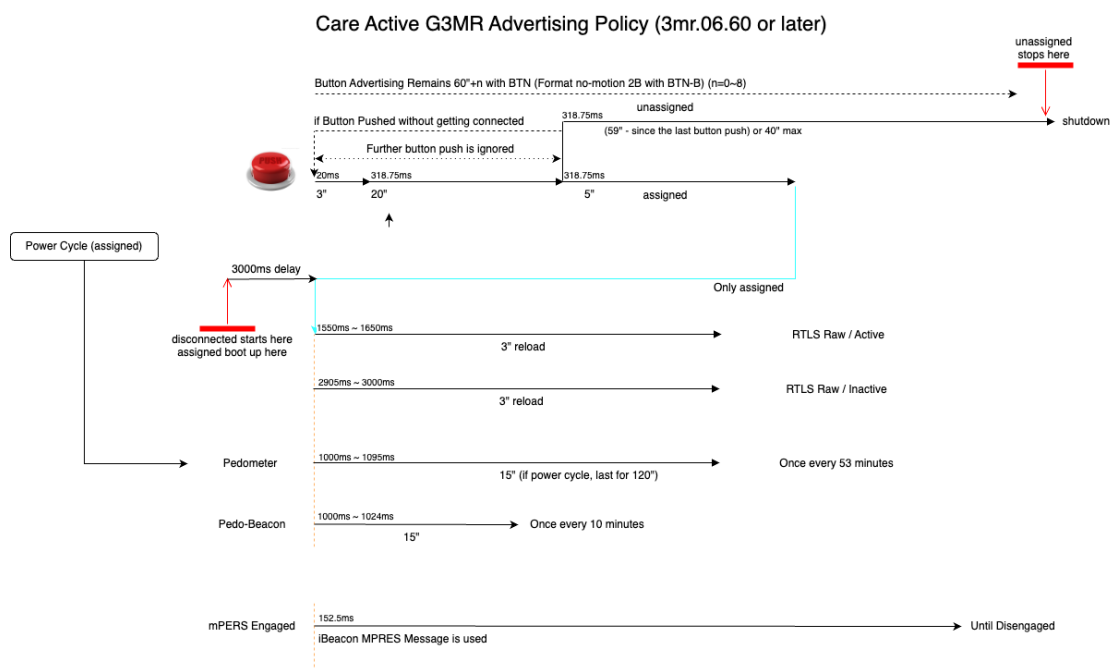 Care Active G3MR Advertising Policy (3mr.06.60 or later)
unassigned
stops here
Button Advertising Remains 60"+n with BTN (Format no-motion 2B with BTN-B) (n=0~8)
unassigned
318.75ms
if Button Pushed without getting connected
shutdown
(59" - since the last button push) or 40" max
Further button push is ignored
PUSH
20ms
318.75ms
318.75ms
3"
20"
5"
assigned
Power Cycle (assigned)
3000ms delay
Only assigned
disconnected starts here
assigned boot up here
1550ms ~ 1650ms
3" reload
RTLS Raw / Active
2905ms ~ 3000ms
3" reload
RTLS Raw / Inactive
Pedometer
1000ms ~ 1095ms
15" (if power cycle, last for 120")
Once every 53 minutes
Pedo-Beacon
1000ms ~ 1024ms
15"
Once every 10 minutes
mPERS Engaged
152.5ms
iBeacon MPRES Message is used
Until Disengaged